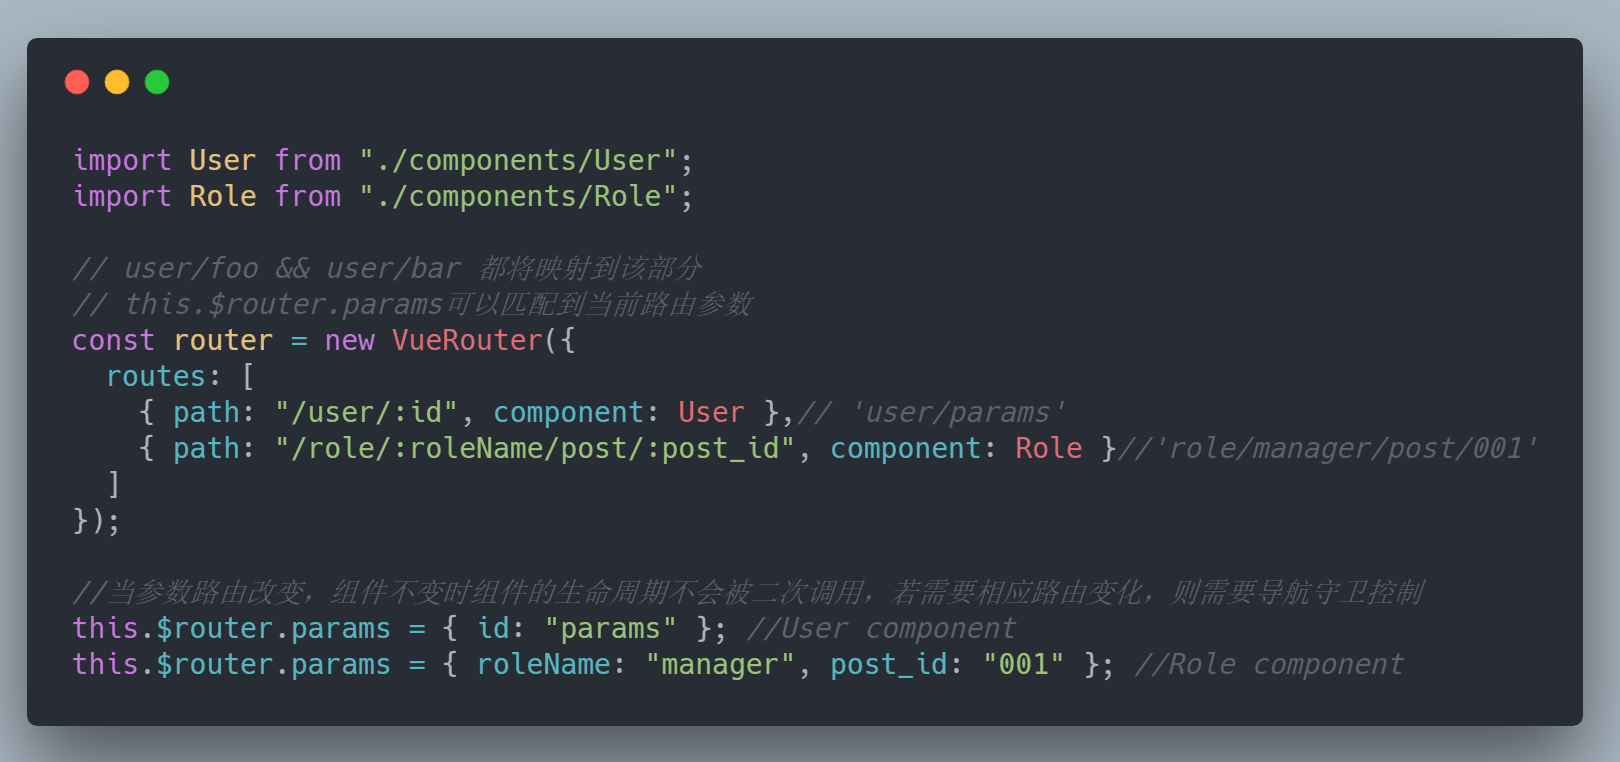 import User from "./components/User";
import Role from "./components/Role";
// user/foo && user/bar 都将映射到该部分
// this.$router.params可以匹配到当前路由参数
const router = new VueRouter({
  routes: [
    { path: "/user/:id", component: User },// 'user/params'
    { path: "/role/:roleName/post/:post_id", component: Role }//'role/manager/post/001'
  ]
});
//当参数路由改变，组件不变时组件的生命周期不会被二次调用，若需要相应路由变化，则需要导航守卫控制
this.$router.params = { id: "params" }; //User component
this.$router.params = { roleName: "manager", post_id: "001" }; //Role component